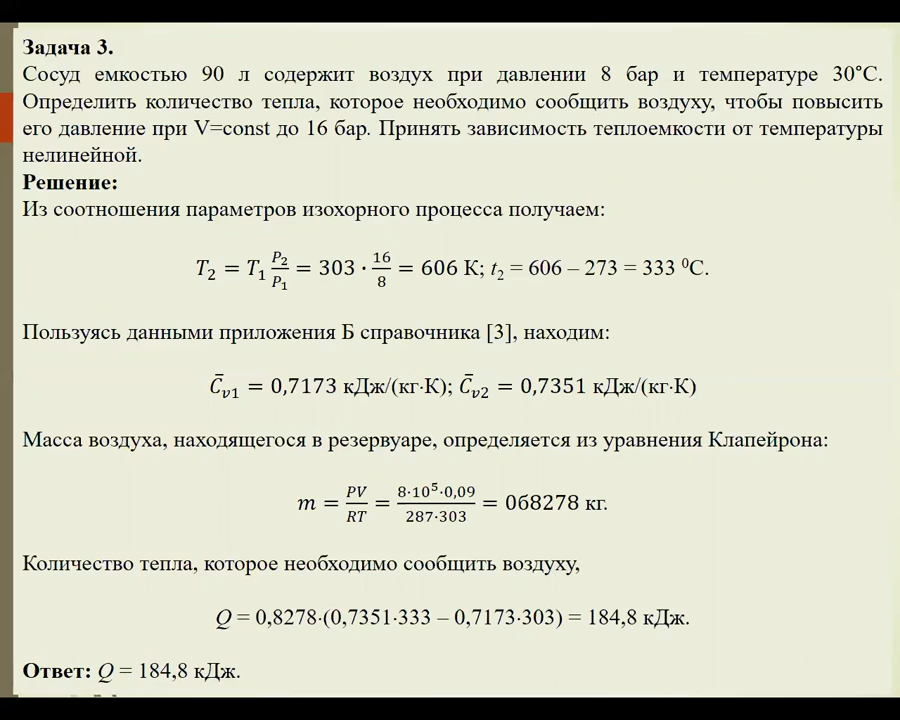 Задача 3.
Сосуд емкостью 90 л содержит воздух при давлении 8 бар и температуре 30°С.
Определить количество тепла, которое необходимо сообщить воздуху, чтобы повысить
его давление при V=const до 16 бар. Принять зависимость теплоемкости от температуры
нелинейной.
Решение:
Из соотношения параметров изохорного процесса получаем:
T₂ = T₁ P₂/P₁ = 303 · 16/8 = 606 К; t₂ = 606 – 273 = 333 ⁰С.
Пользуясь данными приложения Б справочника [3], находим:
C̄ᵥ₁ = 0,7173 кДж/(кг·К); C̄ᵥ₂ = 0,7351 кДж/(кг·К)
Масса воздуха, находящегося в резервуаре, определяется из уравнения Клапейрона:
m = PV/RT = 8·10⁵·0,09/287·303 = 0б8278 кг.
Количество тепла, которое необходимо сообщить воздуху,
Q = 0,8278·(0,7351·333 – 0,7173·303) = 184,8 кДж.
Ответ: Q = 184,8 кДж.